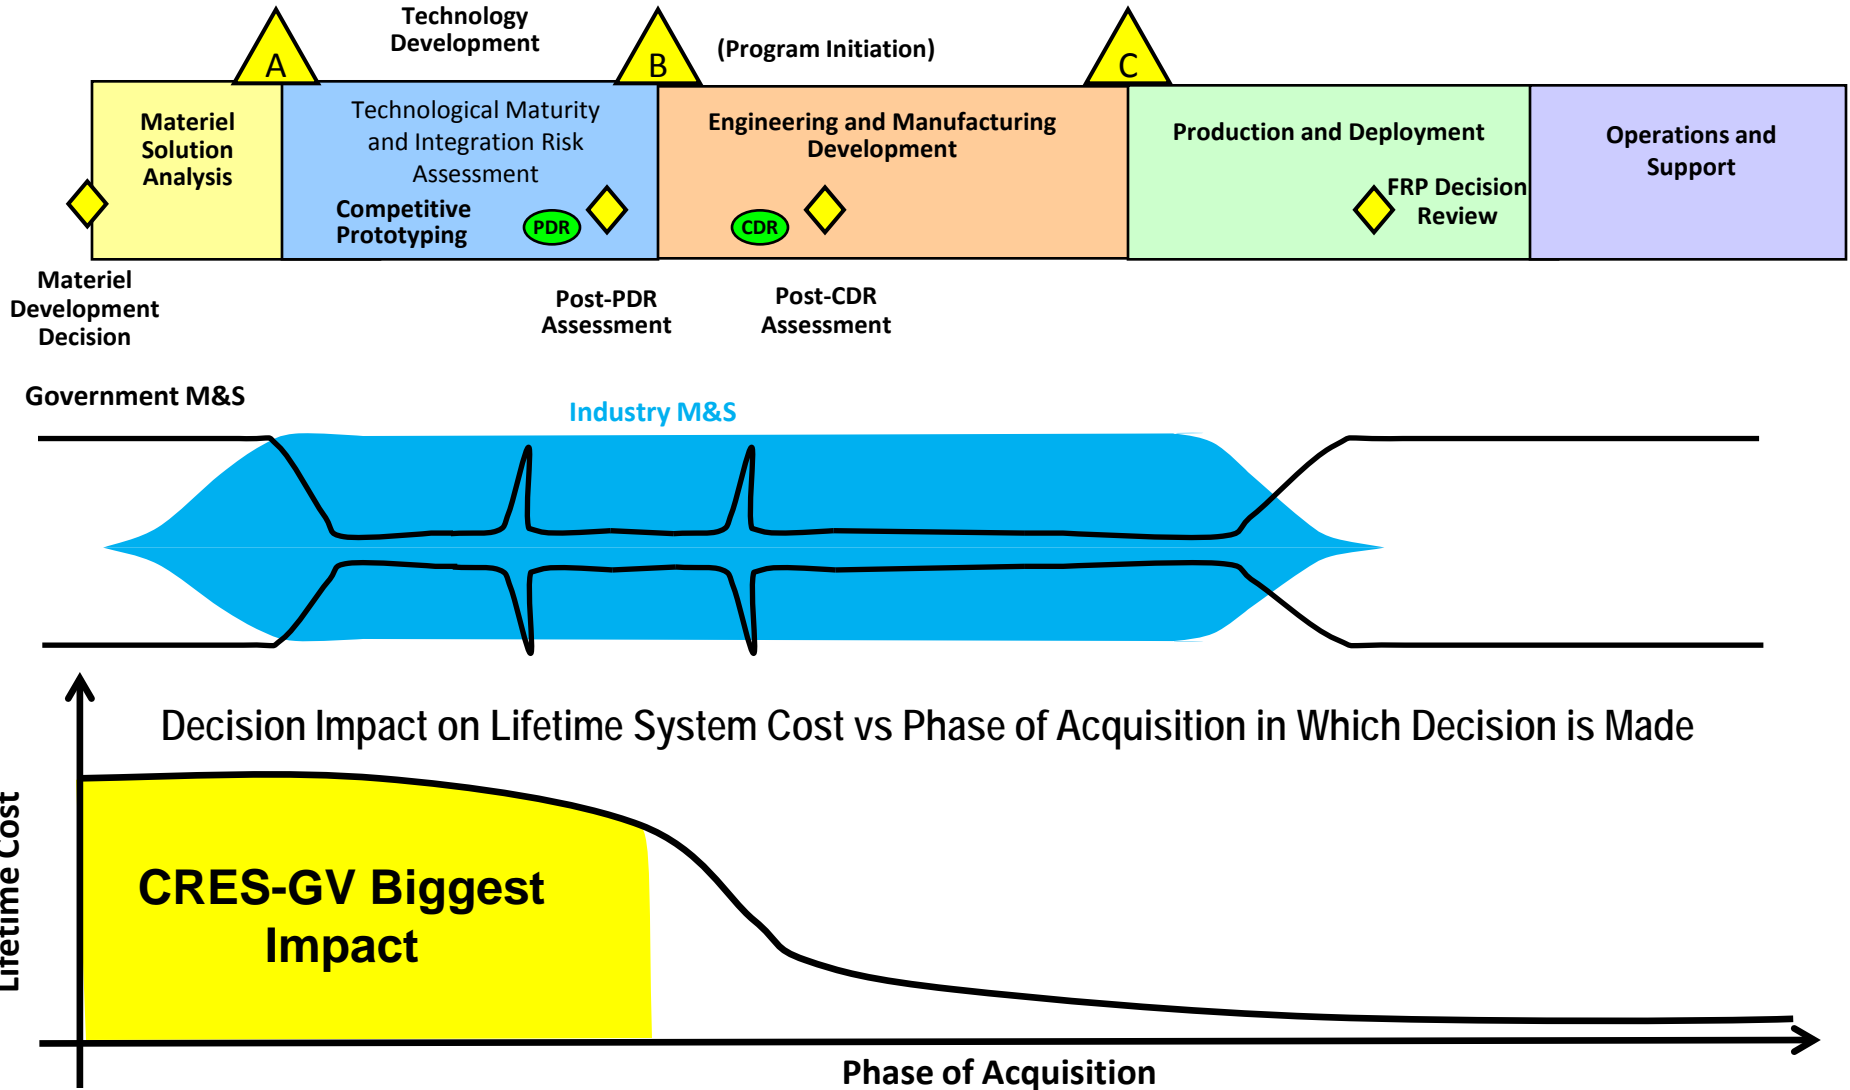 Technology
Development
(Program Initiation)
A
B
C
Materiel
Solution
Analysis
Technological Maturity
and Integration Risk
Assessment
Competitive
Prototyping
PDR
Engineering and Manufacturing
Development
CDR
Production and Deployment
FRP Decision
Review
Operations and
Support
Materiel
Development
Decision
Post-PDR
Assessment
Post-CDR
Assessment
Government M&S
Industry M&S
Decision Impact on Lifetime System Cost vs Phase of Acquisition in Which Decision is Made
Lifetime Cost
CRES-GV Biggest
Impact
Phase of Acquisition